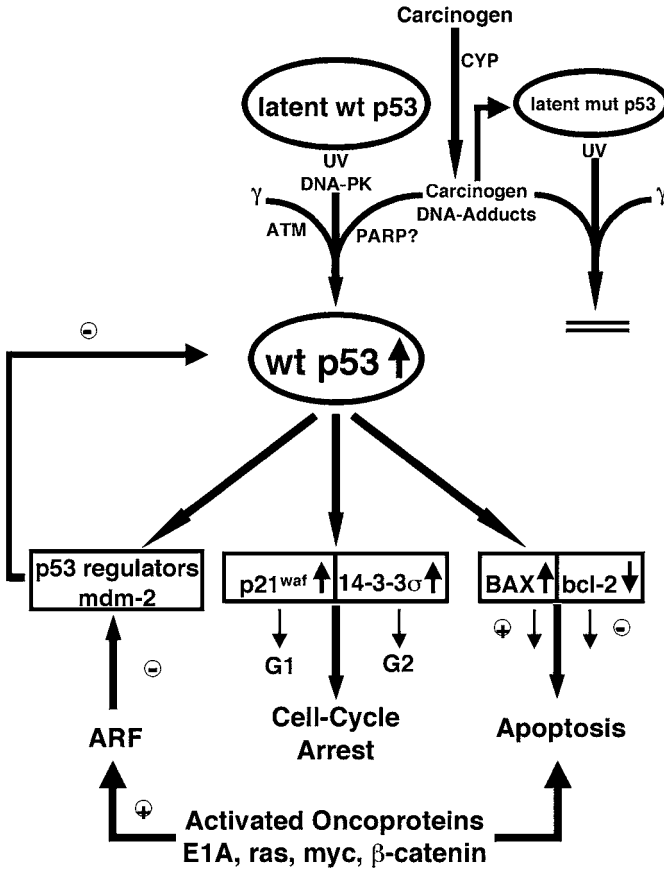 Carcinogen
CYP
latent wt p53
latent mut p53
UV
DNA-PK
UV
γ
Carcinogen
DNA-Adducts
γ
ATM
PARP?
⊖
wt p53
p53 regulators
mdm-2
p21waf
14-3-3σ
BAX
bcl-2
⊕
⊖
G1
G2
⊖
ARF
Cell-Cycle
Arrest
Apoptosis
⊕
Activated Oncoproteins
E1A, ras, myc, β-catenin